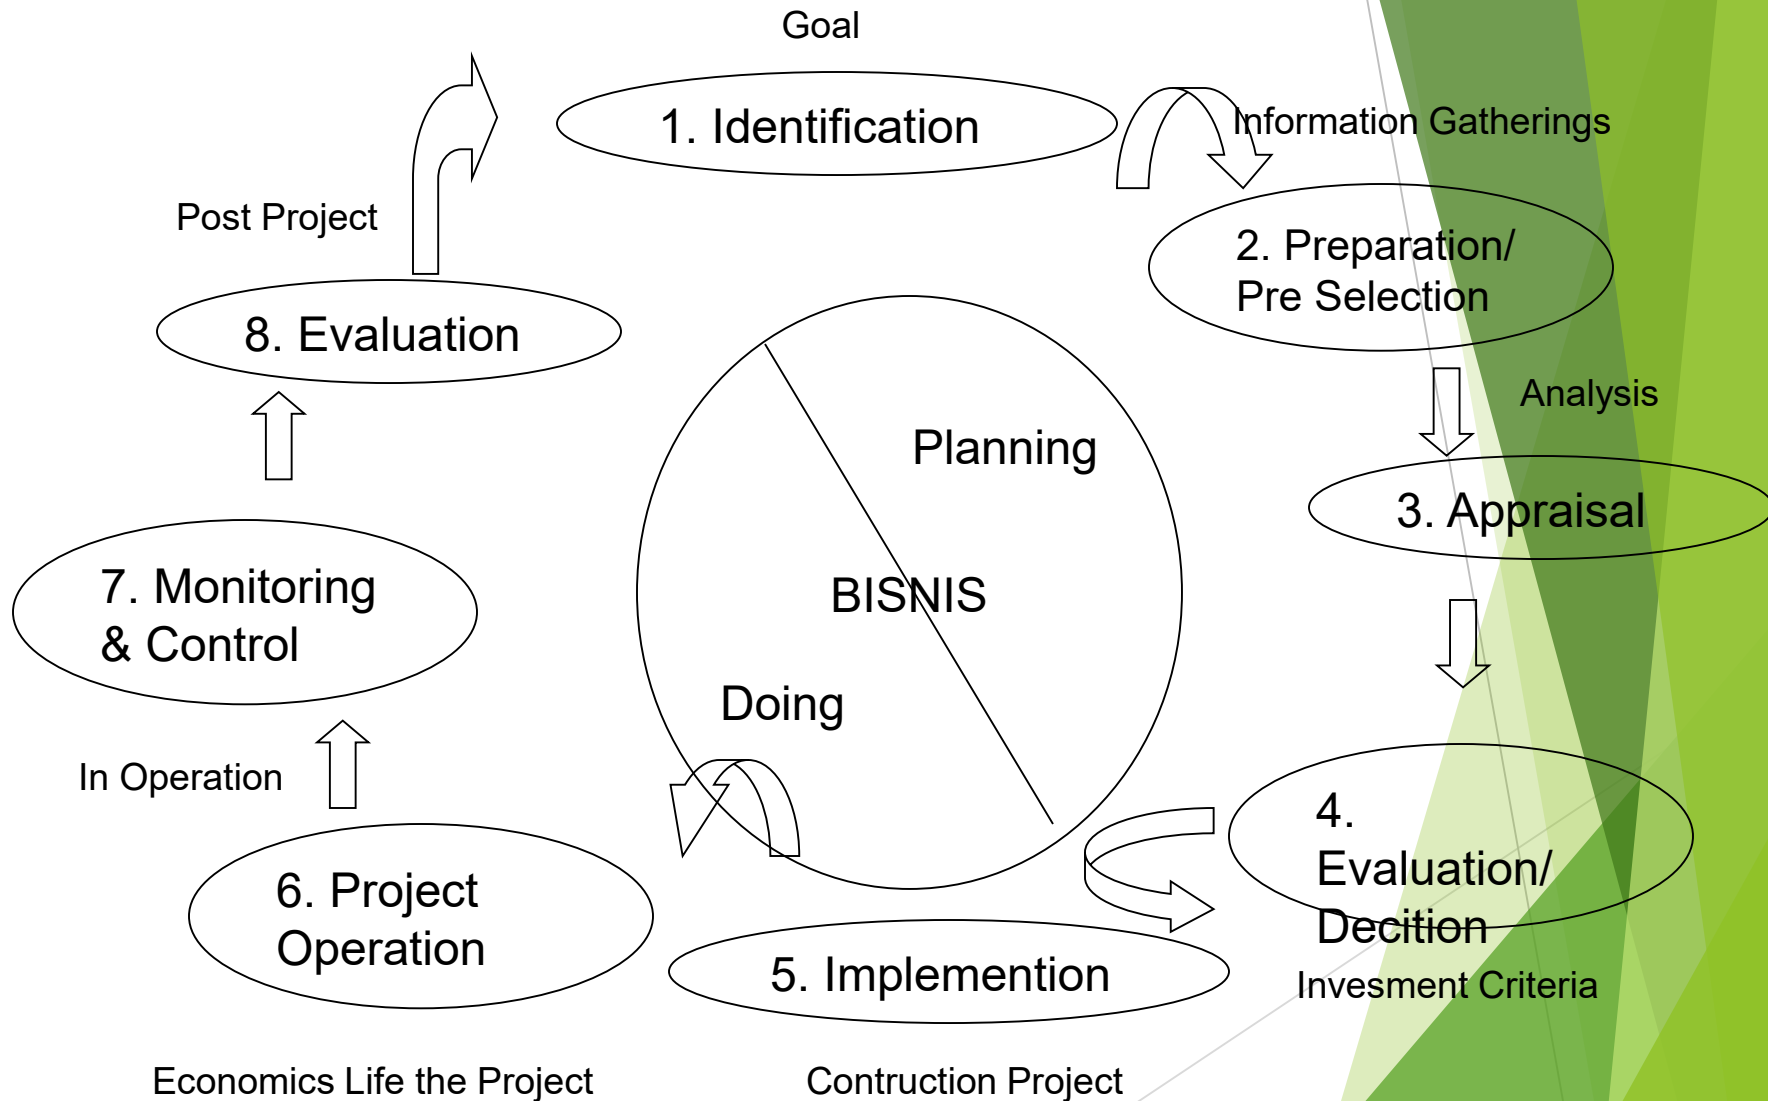 Goal
1. Identification
Information Gatherings
2. Preparation/
Pre Selection
Analysis
3. Appraisal
4.
Evaluation/
Decition
Invesment Criteria
5. Implemention
Contruction Project
6. Project
Operation
Economics Life the Project
In Operation
7. Monitoring
& Control
8. Evaluation
Post Project
Planning
BISNIS
Doing